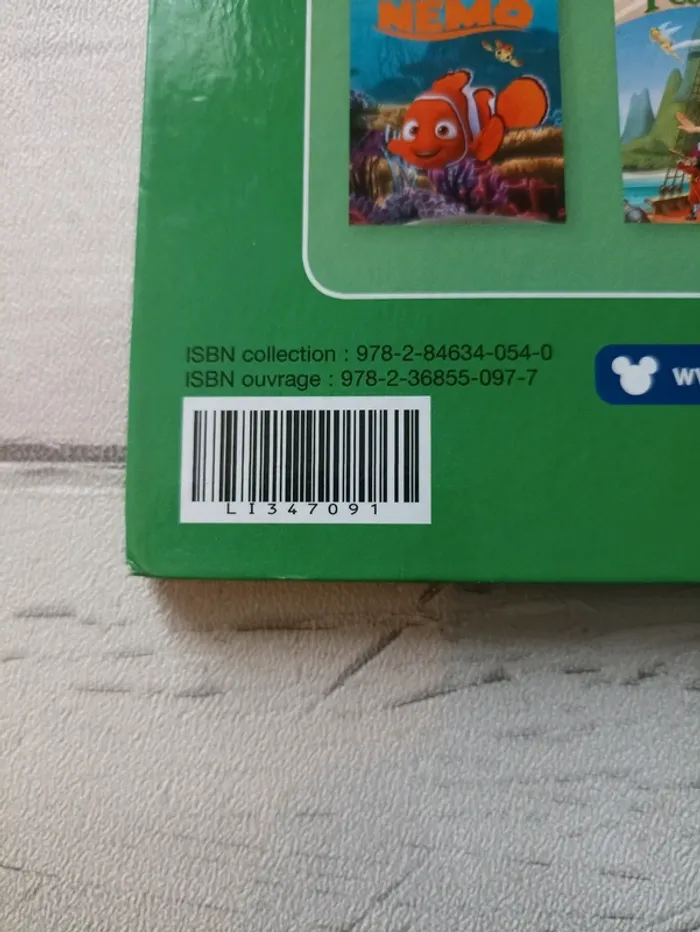 NEMO
ISBN collection : 978-2-84634-054-0
ISBN ouvrage : 978-2-36855-097-7
LI347091